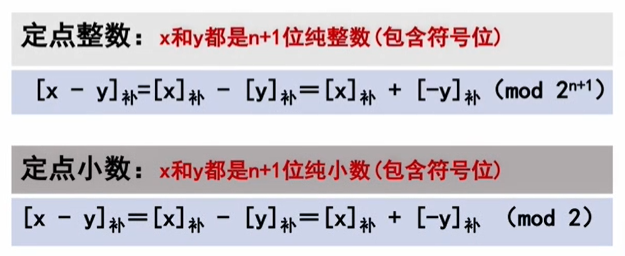 定点整数：x和y都是n+1位纯整数(包含符号位)
[x - y]补=[x]补 - [y]补＝[x]补 + [-y]补（mod 2ⁿ⁺¹）
定点小数：x和y都是n+1位纯小数(包含符号位)
[x - y]补＝[x]补 - [y]补＝[x]补 + [-y]补 （mod 2）